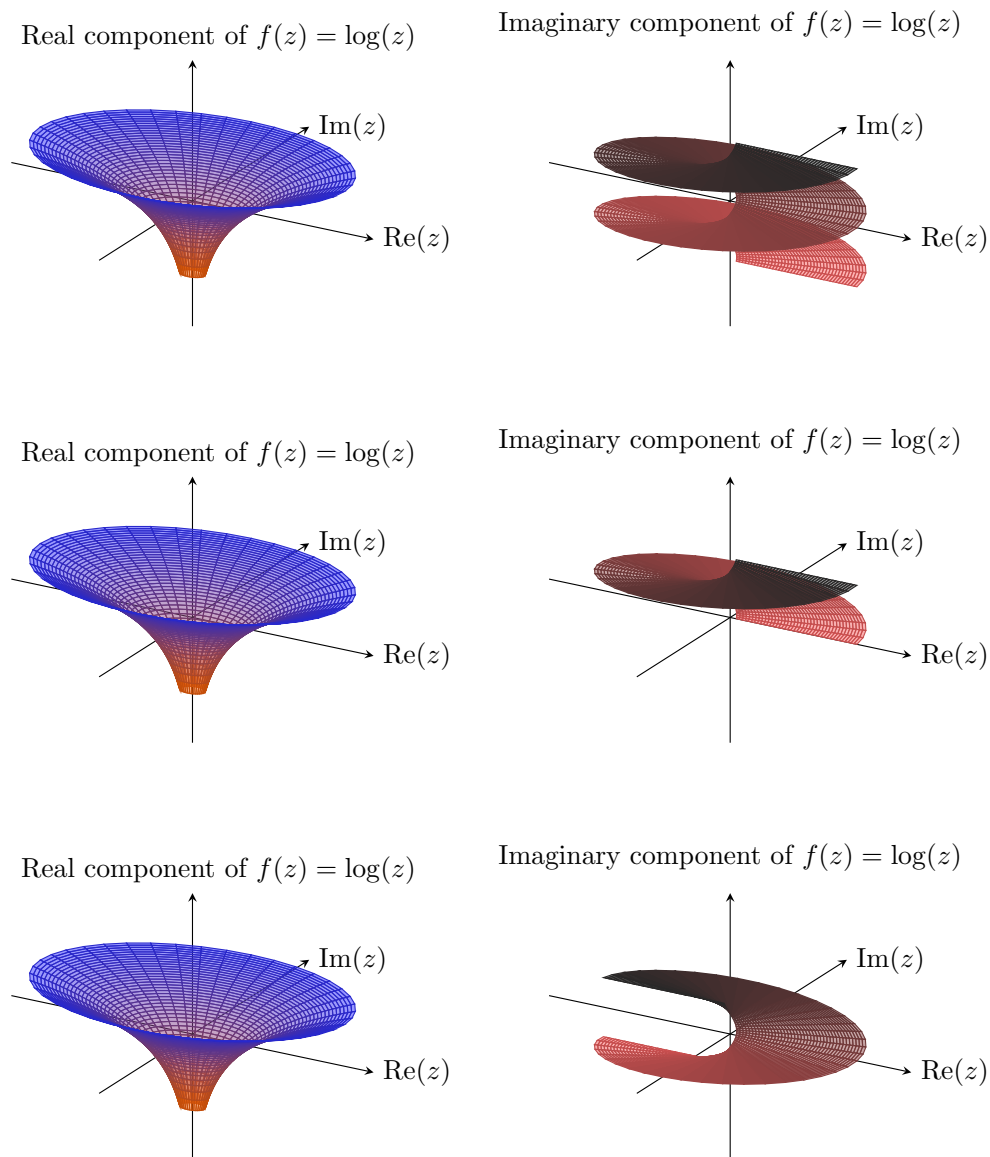 Real component of f(z) = log(z)
Imaginary component of f(z) = log(z)
Im(z)
Im(z)
Re(z)
Re(z)
Real component of f(z) = log(z)
Imaginary component of f(z) = log(z)
Im(z)
Im(z)
Re(z)
Re(z)
Real component of f(z) = log(z)
Imaginary component of f(z) = log(z)
Im(z)
Im(z)
Re(z)
Re(z)